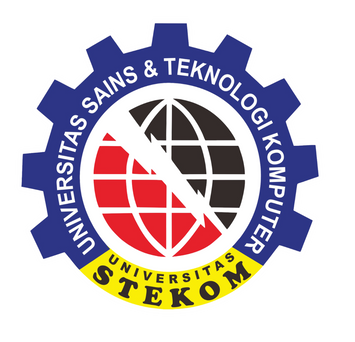 UNIVERSITAS SAINS & TEKNOLOGI KOMPUTER
UNIVERSITAS
STEKOM